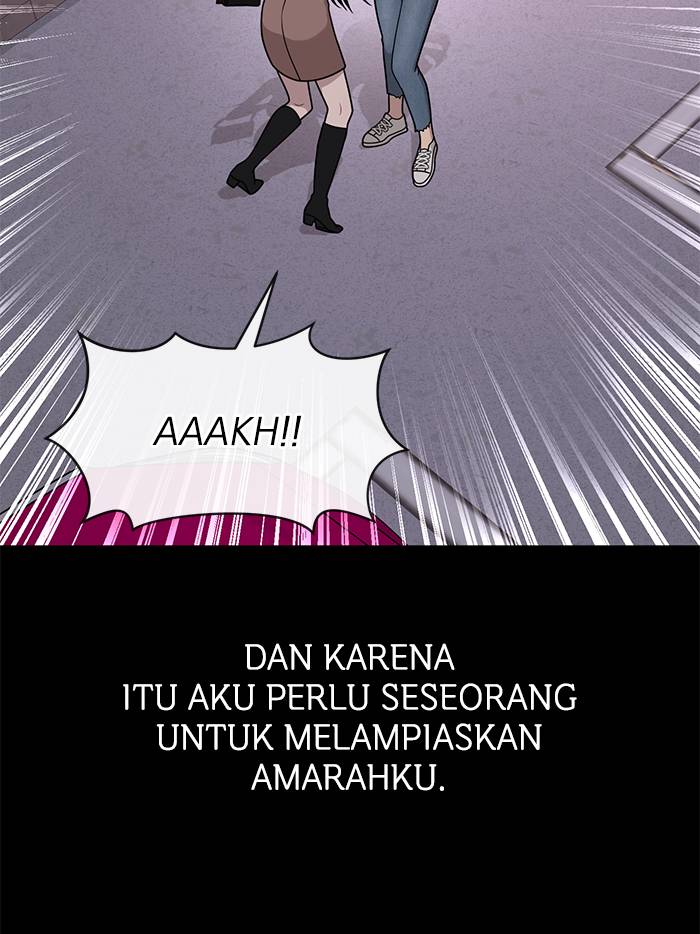 AAAKH!!
DAN KARENA
ITU AKU PERLU SESEORANG
UNTUK MELAMPIASKAN
AMARAHKU.